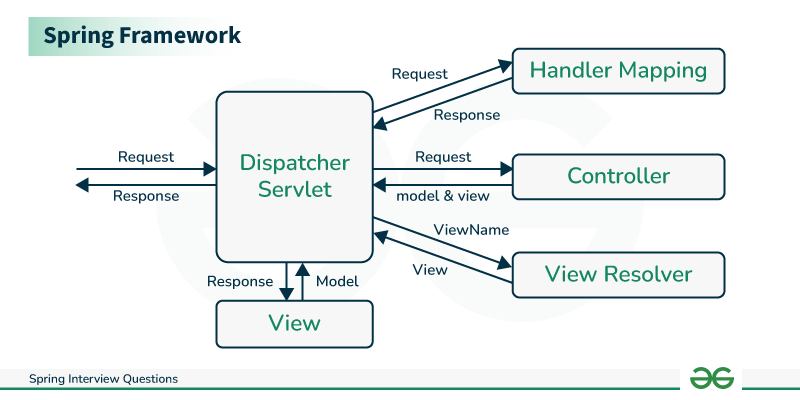 Spring Framework
Request
Handler Mapping
Response
Dispatcher
Servlet
Request
Response
Request
Controller
model & view
ViewName
View
View Resolver
Response
Model
View
Spring Interview Questions